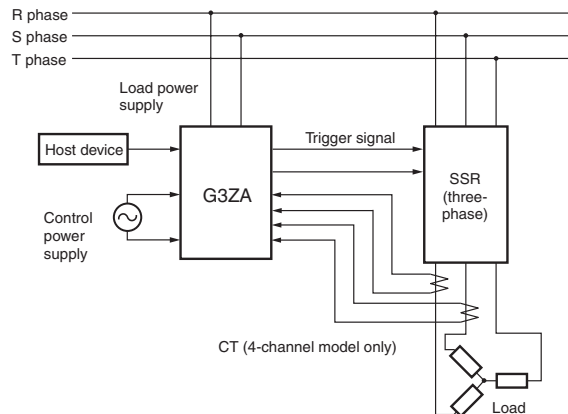 R phase
S phase
T phase
Load power
supply
Host device
Trigger signal
G3ZA
SSR
(three-
phase)
Control
power
supply
CT (4-channel model only)
Load